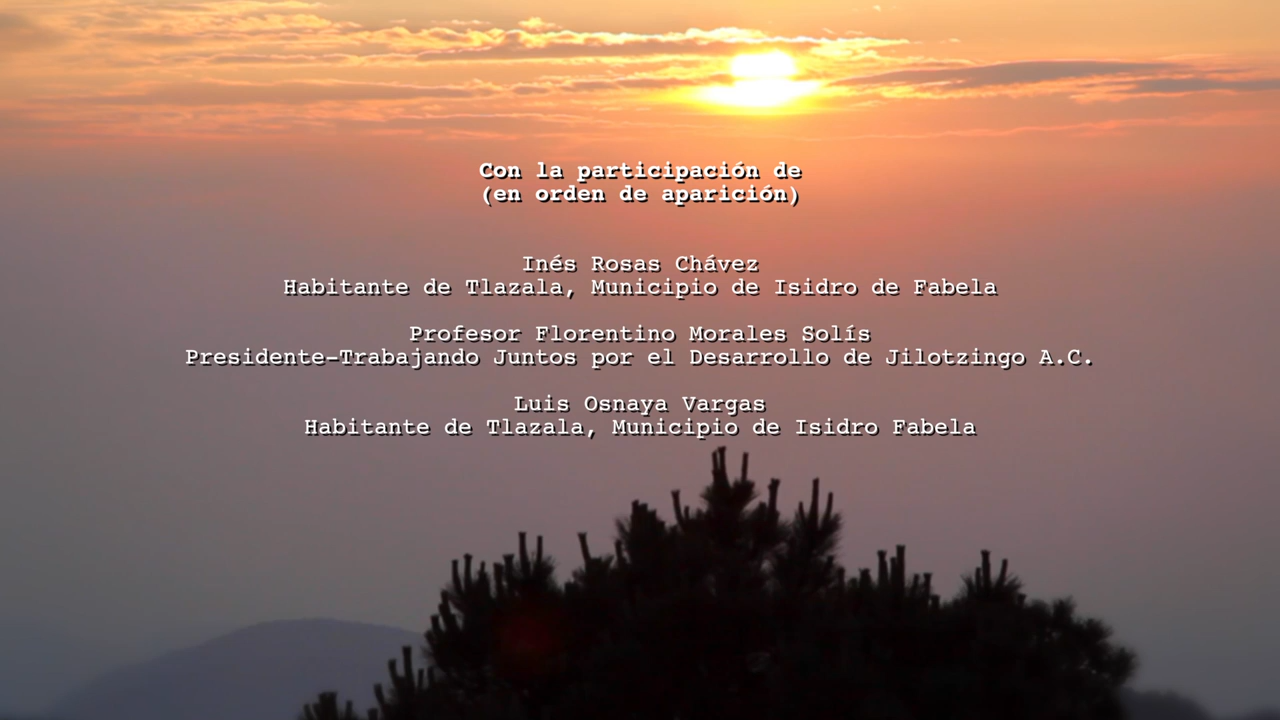 Con la participación de
(en orden de aparición)
Inés Rosas Chávez
Habitante de Tlazala, Municipio de Isidro de Fabela
Profesor Florentino Morales Solís
Presidente-Trabajando Juntos por el Desarrollo de Jilotzingo A.C.
Luis Osnaya Vargas
Habitante de Tlazala, Municipio de Isidro Fabela